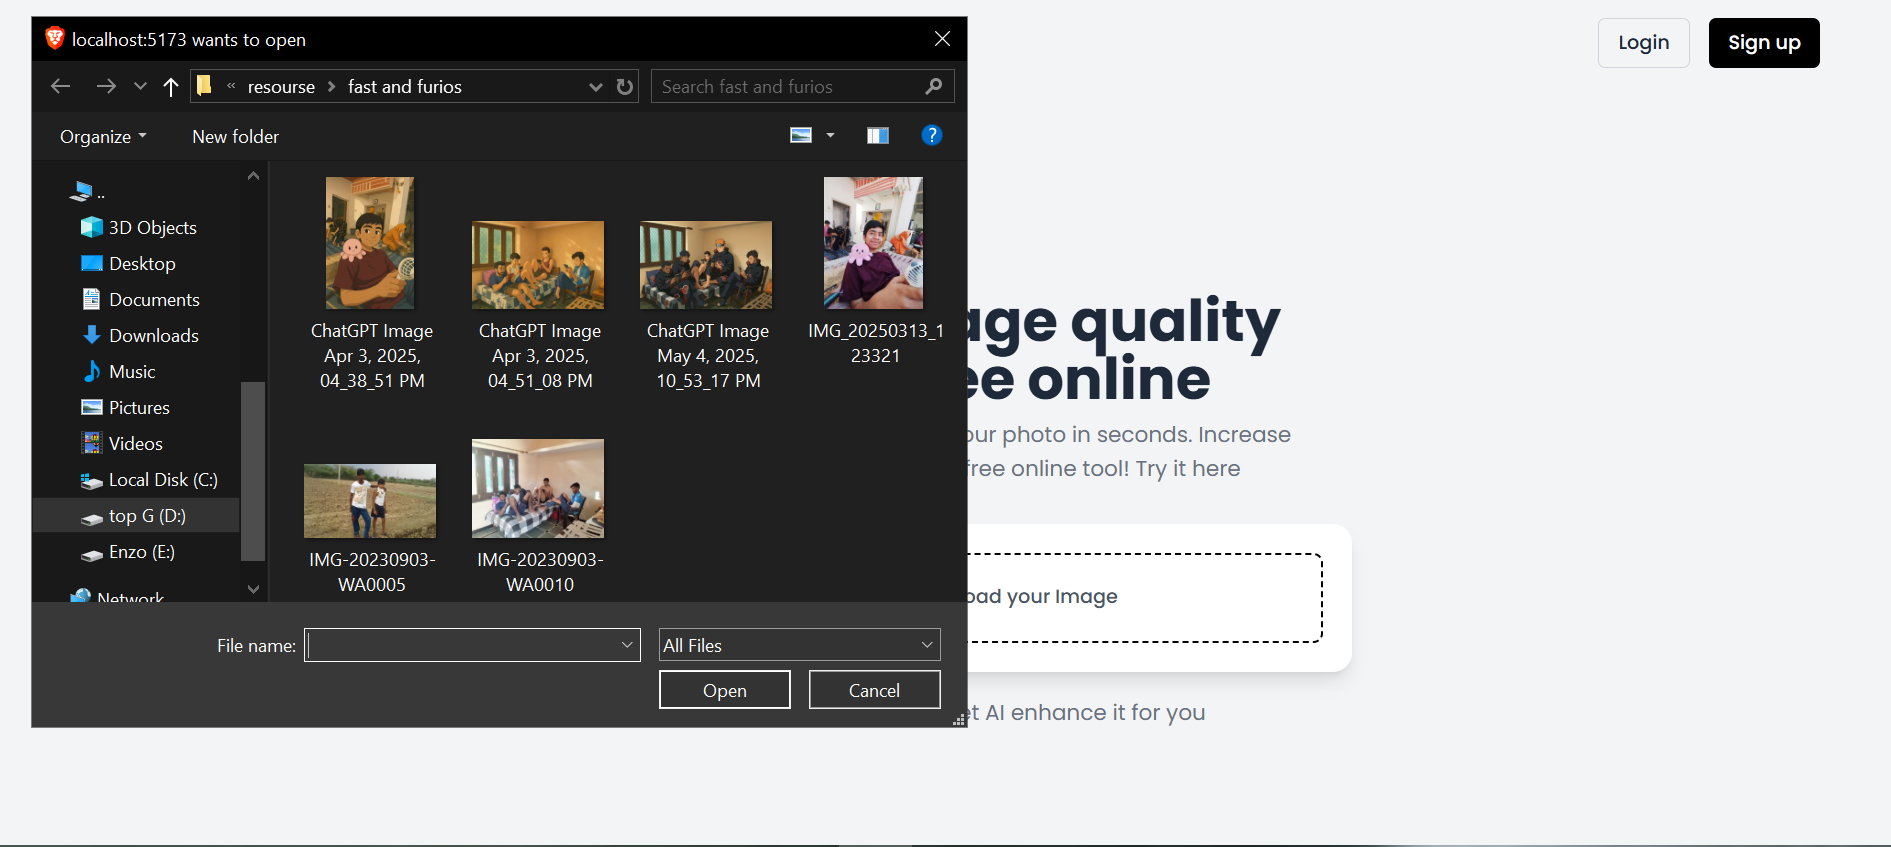 localhost:5173 wants to open
« resourse > fast and furios
Search fast and furios
Organize
New folder
?
..
3D Objects
Desktop
Documents
Downloads
Music
Pictures
Videos
Local Disk (C:)
top G (D:)
Enzo (E:)
Network
ChatGPT Image
Apr 3, 2025,
04_38_51 PM
ChatGPT Image
Apr 3, 2025,
04_51_08 PM
ChatGPT Image
May 4, 2025,
10_53_17 PM
IMG_20250313_1
23321
IMG-20230903-
WA0005
IMG-20230903-
WA0010
File name:
All Files
Open
Cancel
Login
Sign up
age quality
ee online
our photo in seconds. Increase
free online tool! Try it here
oad your Image
et AI enhance it for you